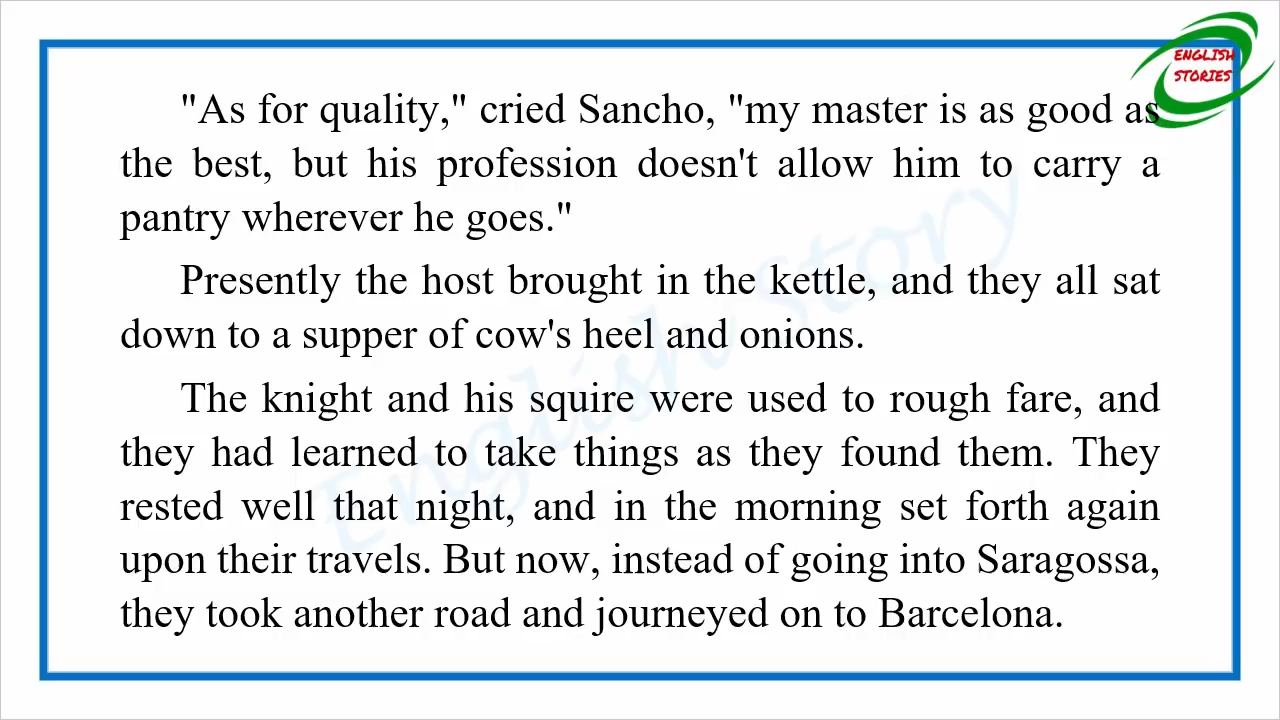 ENGLISH
STORIES
"As for quality," cried Sancho, "my master is as good as
the best, but his profession doesn't allow him to carry a
pantry wherever he goes."
Presently the host brought in the kettle, and they all sat
down to a supper of cow's heel and onions.
The knight and his squire were used to rough fare, and
they had learned to take things as they found them. They
rested well that night, and in the morning set forth again
upon their travels. But now, instead of going into Saragossa,
they took another road and journeyed on to Barcelona.
English Story